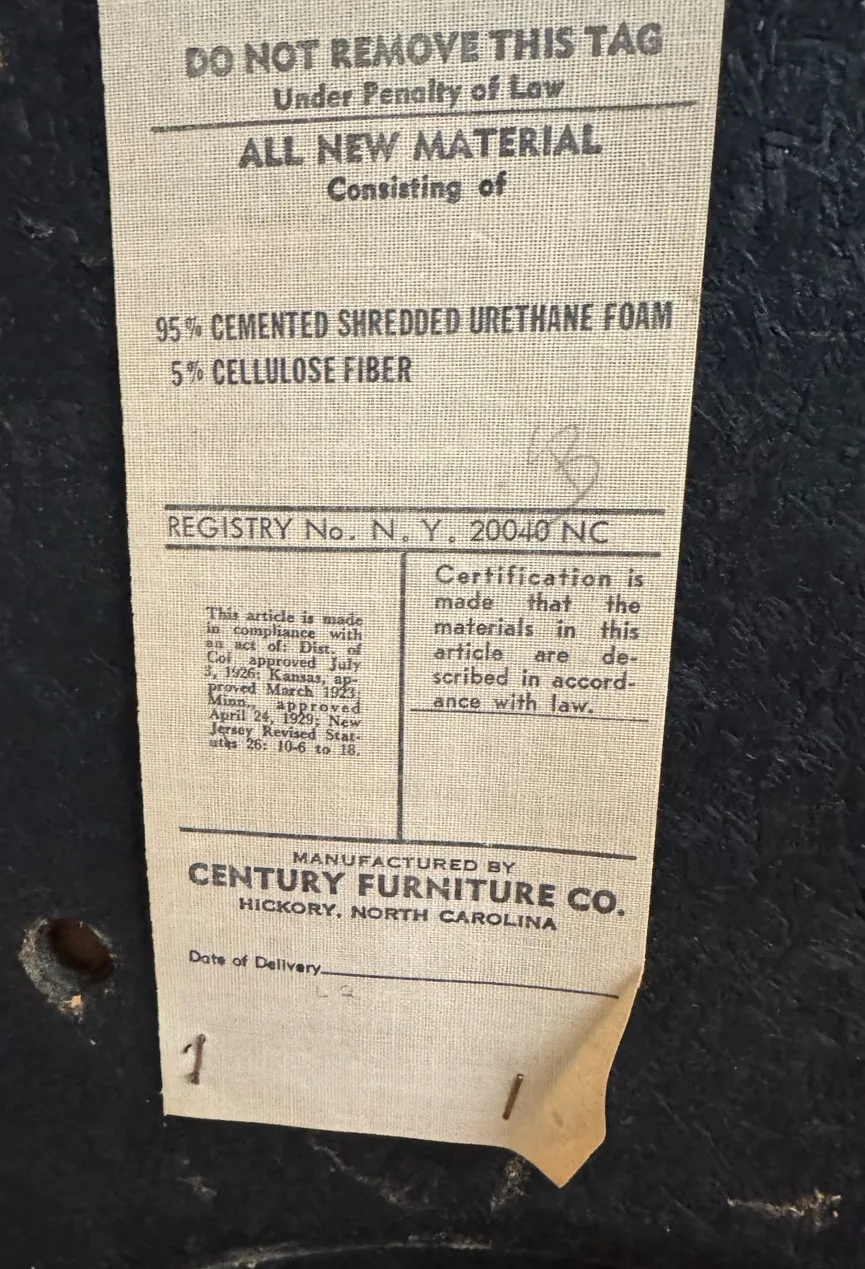 DO NOT REMOVE THIS TAG
Under Penalty of Law
ALL NEW MATERIAL
Consisting of
95% CEMENTED SHREDDED URETHANE FOAM
5% CELLULOSE FIBER
REGISTRY No. N. Y. 20040 NC
This article is made
in compliance with
an act of: Dist. of
Col. approved July
3, 1926; Kansas, ap-
proved March 1923;
Minn., approved
April 24, 1929; New
Jersey Revised Stat-
utes 26: 10-6 to 18.
Certification is
made that the
materials in this
article are de-
scribed in accord-
ance with law.
MANUFACTURED BY
CENTURY FURNITURE CO.
HICKORY, NORTH CAROLINA
Date of Delivery